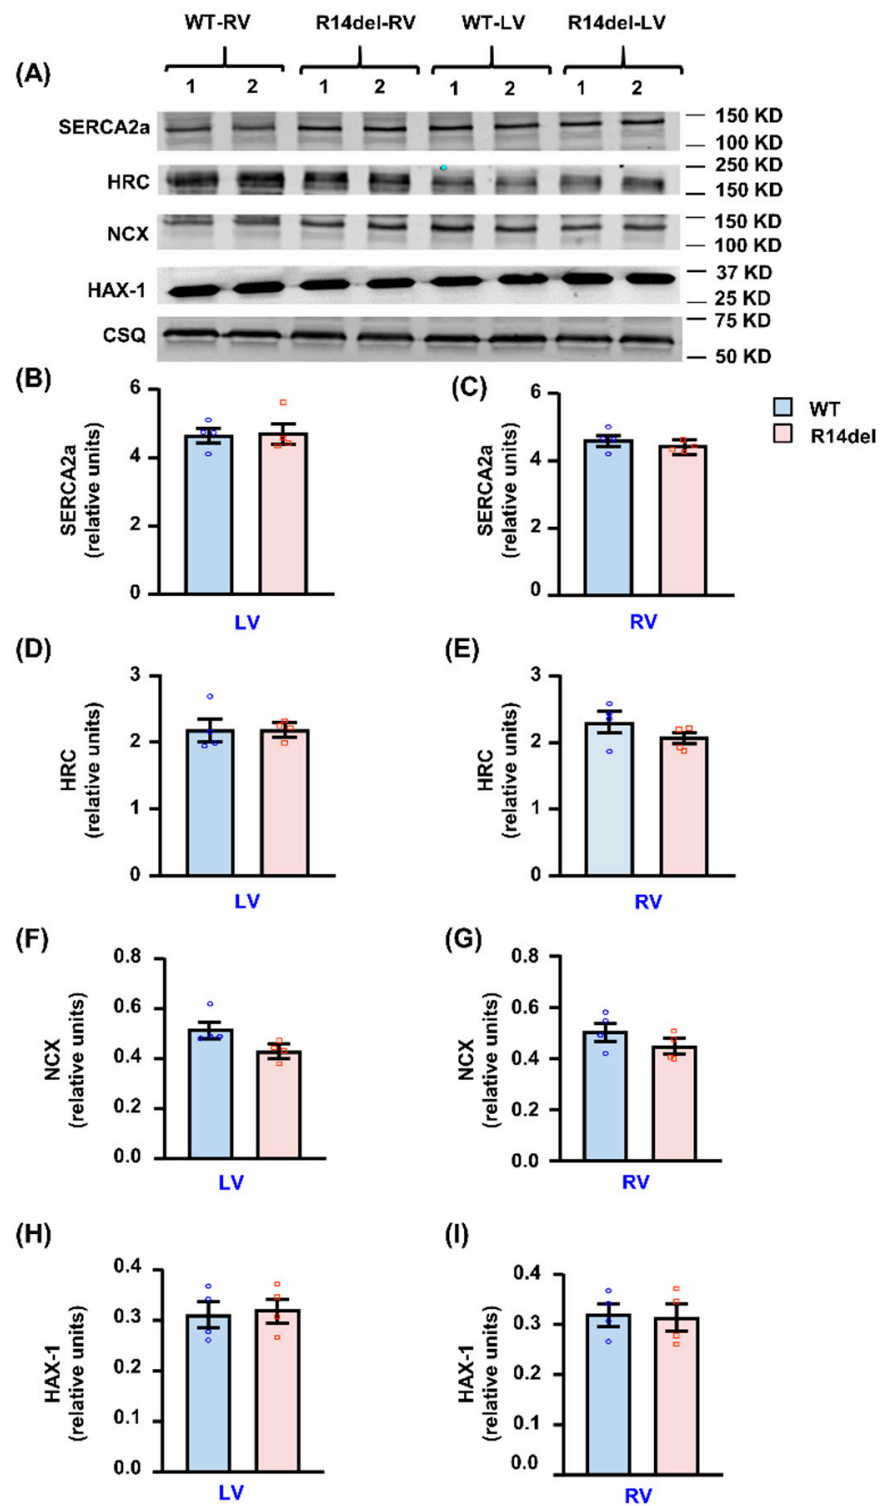 WT-RV R14del-RV WT-LV R14del-LV
(A)
1 2 1 2 1 2 1 2
SERCA2a
150 KD
100 KD
HRC
250 KD
150 KD
NCX
150 KD
100 KD
HAX-1
37 KD
25 KD
CSQ
75 KD
50 KD
(B)
SERCA2a
(relative units)
6
4
2
0
LV
(C)
SERCA2a
(relative units)
6
4
2
0
RV
WT
R14del
(D)
HRC
(relative units)
3
2
1
0
LV
(E)
HRC
(relative units)
3
2
1
0
RV
(F)
NCX
(relative units)
0.8
0.6
0.4
0.2
0.0
LV
(G)
NCX
(relative units)
0.8
0.6
0.4
0.2
0.0
RV
(H)
HAX-1
(relative units)
0.4
0.3
0.2
0.1
0.0
LV
(I)
HAX-1
(relative units)
0.4
0.3
0.2
0.1
0.0
RV